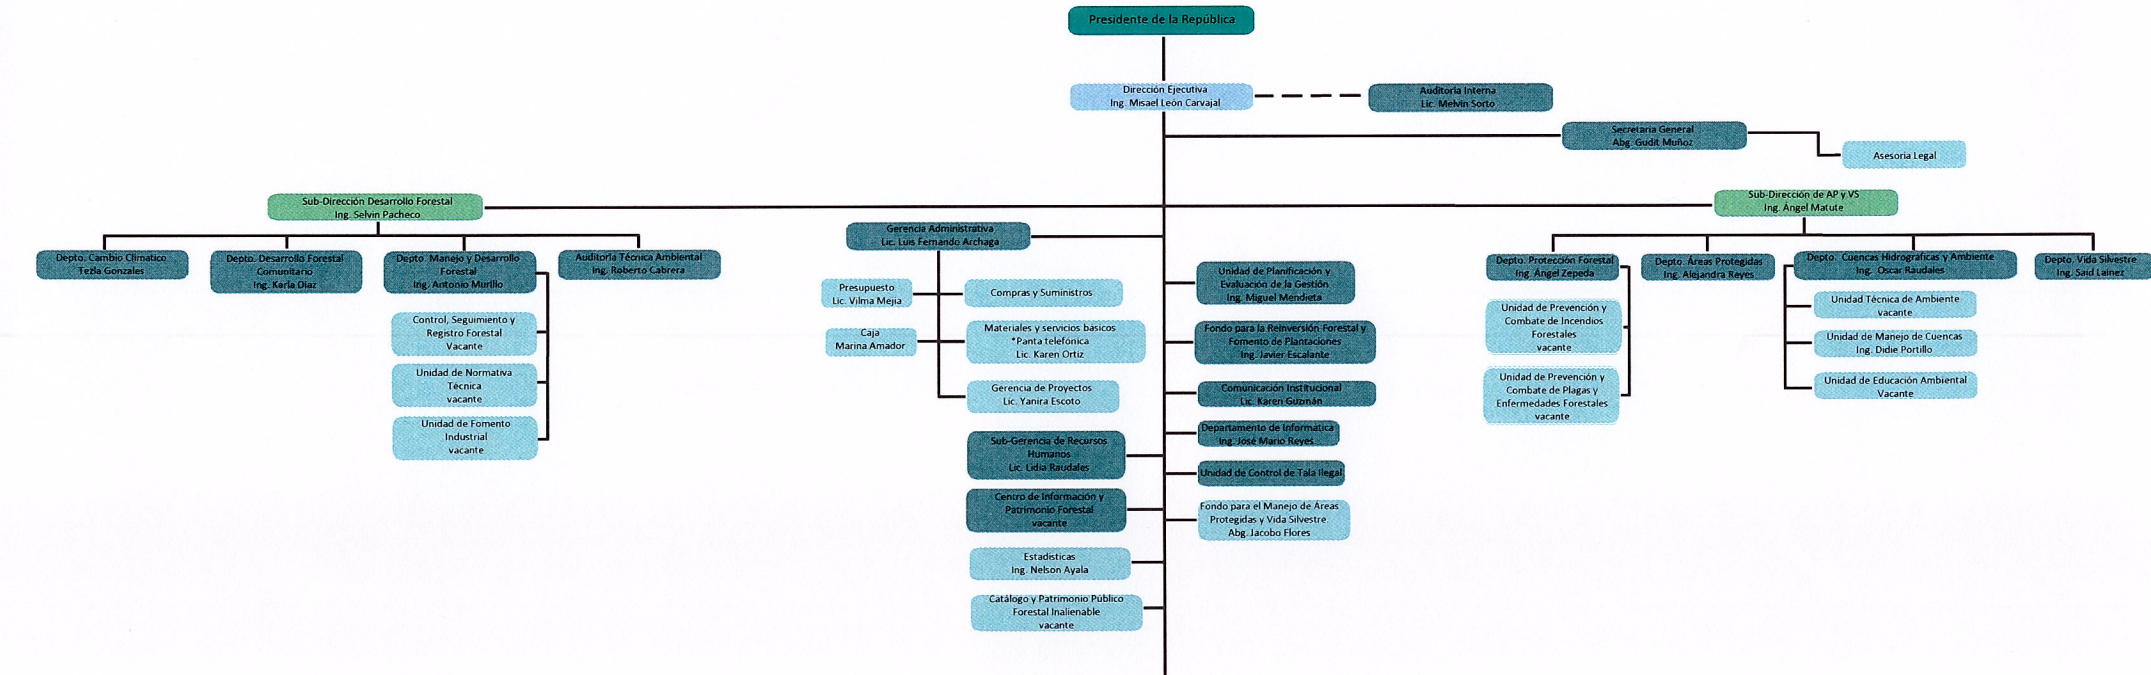 Presidente de la República
Dirección Ejecutiva
Ing. Misael León Carvajal
Auditoría Interna
Lic. Melvin Sorto
Secretaria General
Abg. Gudit Muñoz
Asesoria Legal
Sub-Dirección Desarrollo Forestal
Ing. Selvin Pacheco
Sub-Dirección de AP y VS
Ing. Ángel Matute
Depto. Cambio Climatico
Tezla Gonzales
Depto. Desarrollo Forestal
Comunitario
Ing. Karla Diaz
Depto. Manejo y Desarrollo
Forestal
Ing. Antonio Murillo
Auditoría Técnica Ambiental
Ing. Roberto Cabrera
Control, Seguimiento y
Registro Forestal
Vacante
Unidad de Normativa
Técnica
vacante
Unidad de Fomento
Industrial
vacante
Gerencia Administrativa
Lic. Luis Fernando Archaga
Presupuesto
Lic. Vilma Mejia
Compras y Suministros
Caja
Marina Amador
Materiales y servicios básicos
*Panta telefónica
Lic. Karen Ortiz
Gerencia de Proyectos
Lic. Yanira Escoto
Sub-Gerencia de Recursos
Humanos
Lic. Lidia Raudales
Centro de Información y
Patrimonio Forestal
vacante
Estadisticas
Ing. Nelson Ayala
Catálogo y Patrimonio Público
Forestal Inalienable
vacante
Unidad de Planificación y
Evaluación de la Gestión
Ing. Miguel Mendieta
Fondo para la Reinversión Forestal y
Fomento de Plantaciones
Ing. Javier Escalante
Comunicación Institucional
Lic. Karen Guzmán
Departamento de Informatica
Ing. José Mario Reyes
Unidad de Control de Tala Ilegal
Fondo para el Manejo de Áreas
Protegidas y Vida Silvestre.
Abg. Jacobo Flores
Depto. Protección Forestal
Ing. Ángel Zepeda
Unidad de Prevención y
Combate de Incendios
Forestales
vacante
Unidad de Prevención y
Combate de Plagas y
Enfermedades Forestales
vacante
Depto. Áreas Protegidas
Ing. Alejandra Reyes
Depto. Cuencas Hidrográficas y Ambiente
Ing. Oscar Raudales
Unidad Técnica de Ambiente
vacante
Unidad de Manejo de Cuencas
Ing. Didie Portillo
Unidad de Educación Ambiental
Vacante
Depto. Vida Silvestre
Ing. Said Lainez